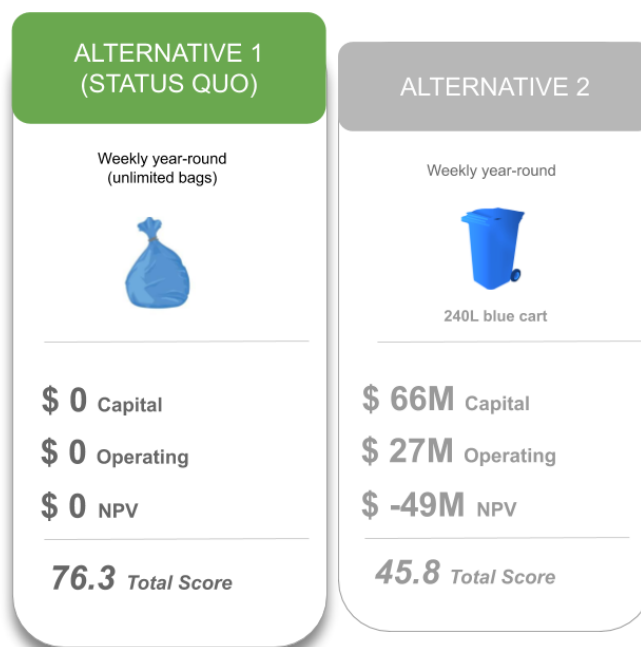 ALTERNATIVE 1
(STATUS QUO)
Weekly year-round
(unlimited bags)
$ 0 Capital
$ 0 Operating
$ 0 NPV
76.3 Total Score
ALTERNATIVE 2
Weekly year-round
240L blue cart
$ 66M Capital
$ 27M Operating
$ -49M NPV
45.8 Total Score